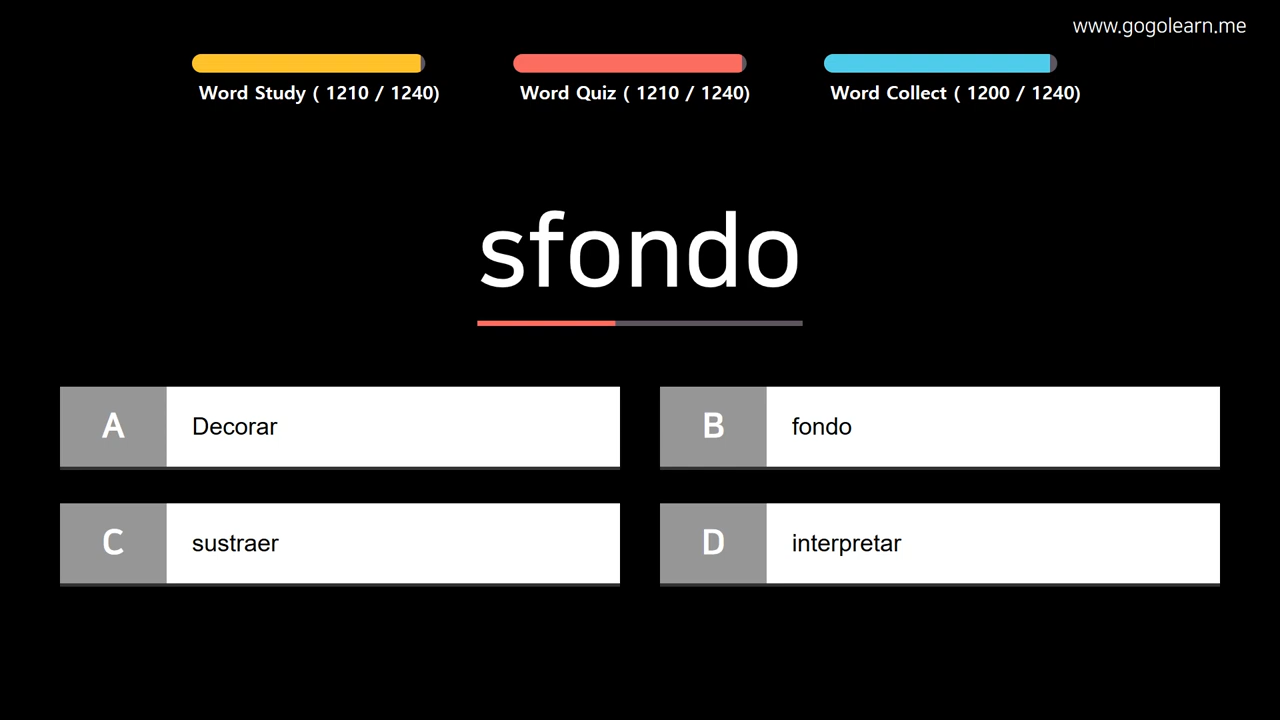 www.gogolearn.me
Word Study ( 1210 / 1240)
Word Quiz ( 1210 / 1240)
Word Collect ( 1200 / 1240)
sfondo
A Decorar
B fondo
C sustraer
D interpretar